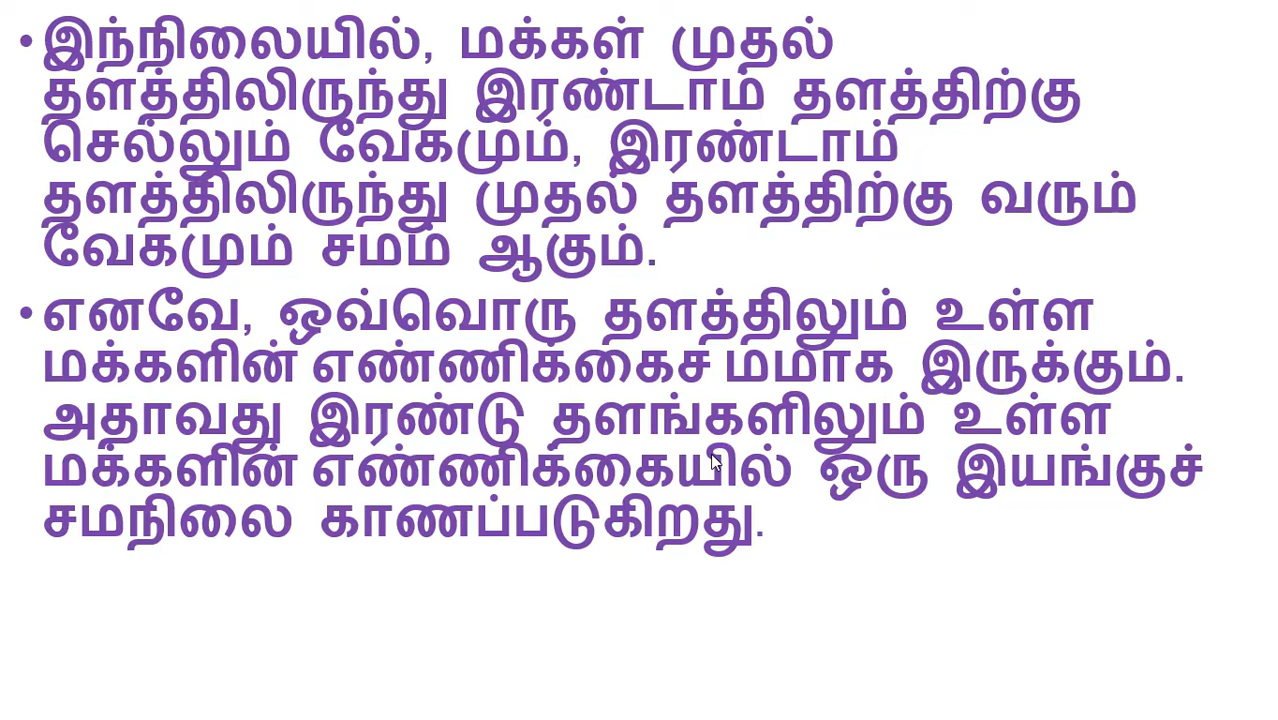 • இந்நிலையில், மக்கள் முதல்
தளத்திலிருந்து இரண்டாம் தளத்திற்கு
செல்லும் வேகமும், இரண்டாம்
தளத்திலிருந்து முதல் தளத்திற்கு வரும்
வேகமும் சமம் ஆகும்.
• எனவே, ஒவ்வொரு தளத்திலும் உள்ள
மக்களின் எண்ணிக்கைச மமாக இருக்கும்.
அதாவது இரண்டு தளங்களிலும் உள்ள
மக்களின் எண்ணிக்கையில் ஒரு இயங்குச்
சமநிலை காணப்படுகிறது.